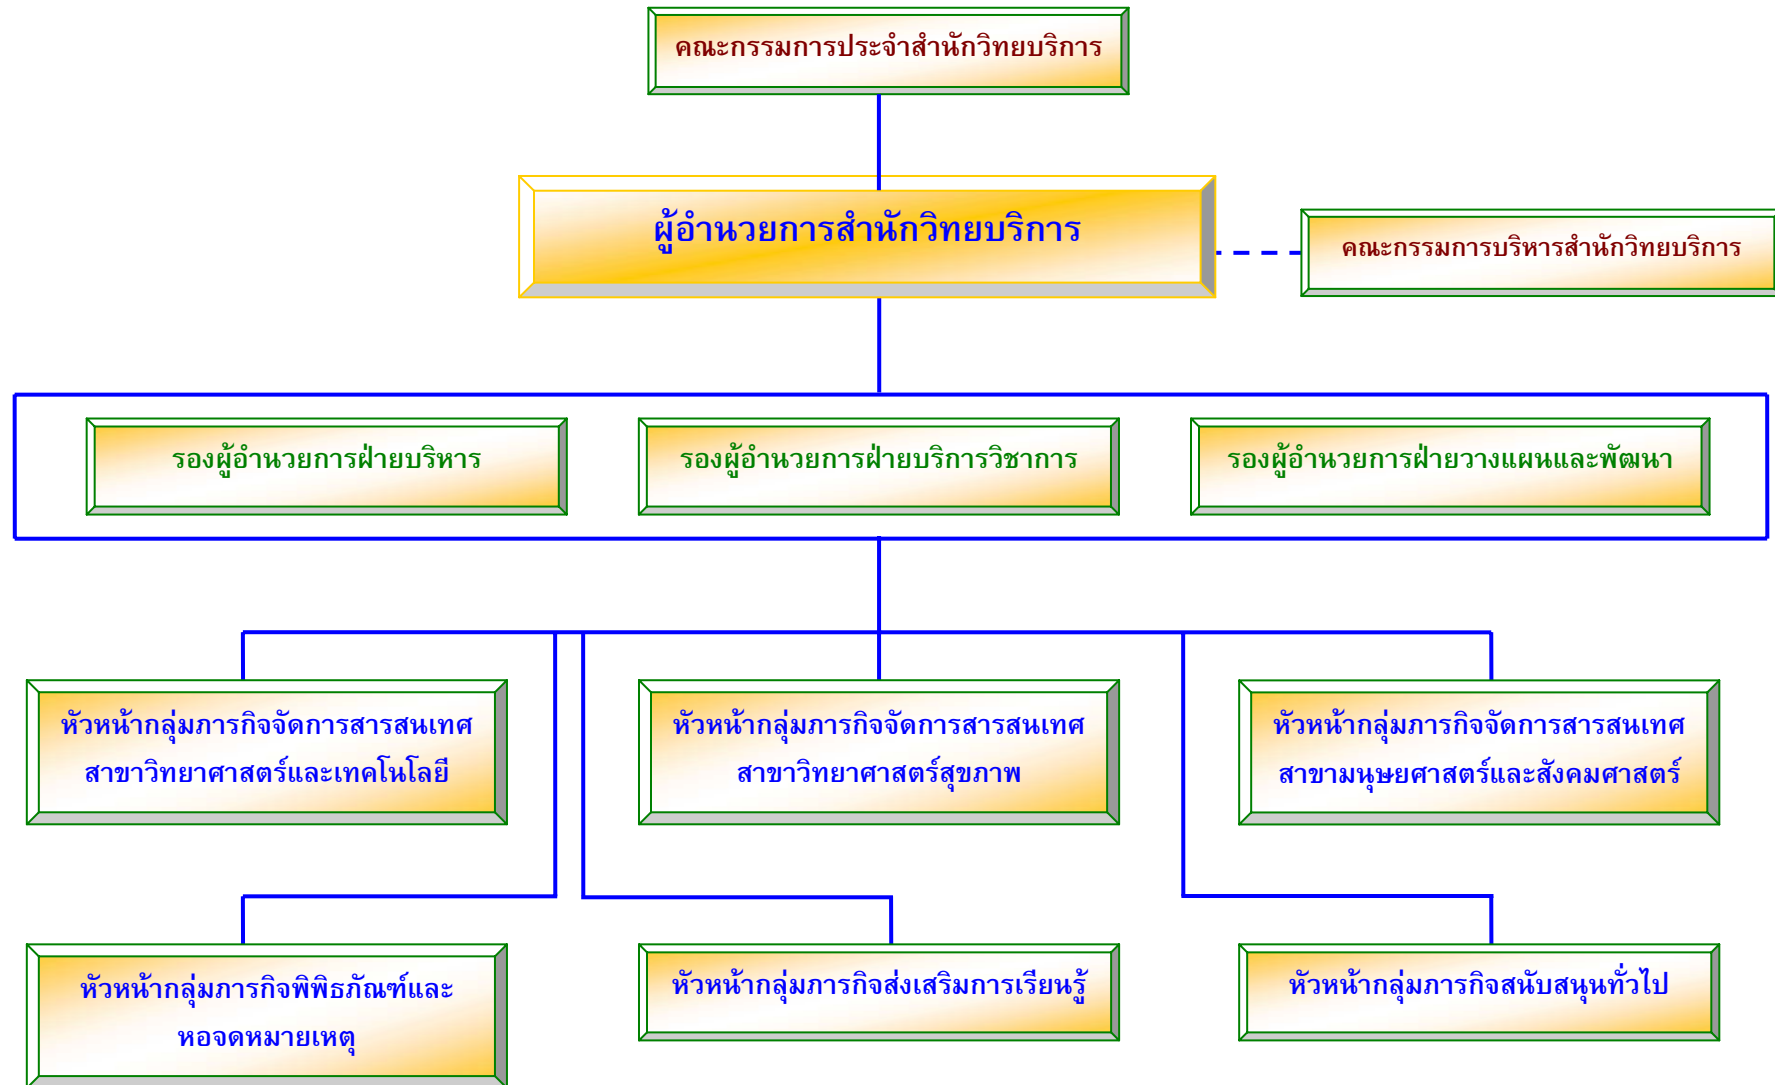 คณะกรรมการประจำสำนักวิทยบริการ
ผู้อำนวยการสำนักวิทยบริการ
คณะกรรมการบริหารสำนักวิทยบริการ
รองผู้อำนวยการฝ่ายบริหาร
รองผู้อำนวยการฝ่ายบริการวิชาการ
รองผู้อำนวยการฝ่ายวางแผนและพัฒนา
หัวหน้ากลุ่มภารกิจจัดการสารสนเทศ
สาขาวิทยาศาสตร์และเทคโนโลยี
หัวหน้ากลุ่มภารกิจจัดการสารสนเทศ
สาขาวิทยาศาสตร์สุขภาพ
หัวหน้ากลุ่มภารกิจจัดการสารสนเทศ
สาขามนุษยศาสตร์และสังคมศาสตร์
หัวหน้ากลุ่มภารกิจพิพิธภัณฑ์และ
หอจดหมายเหตุ
หัวหน้ากลุ่มภารกิจส่งเสริมการเรียนรู้
หัวหน้ากลุ่มภารกิจสนับสนุนทั่วไป